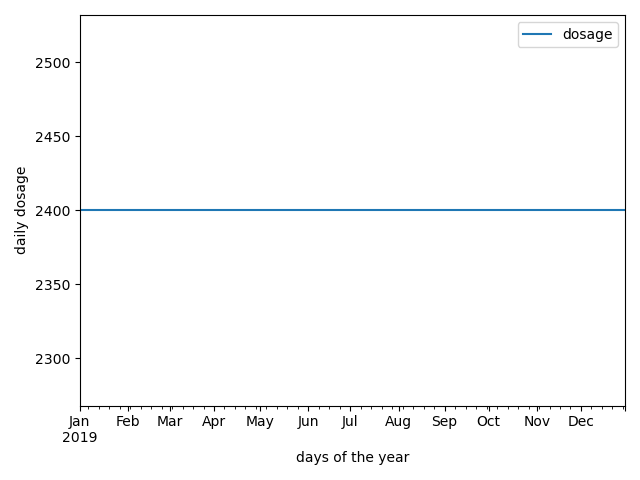 dosage
2500
2450
2400
2350
2300
daily dosage
Jan Feb Mar Apr May Jun Jul Aug Sep Oct Nov Dec
2019
days of the year